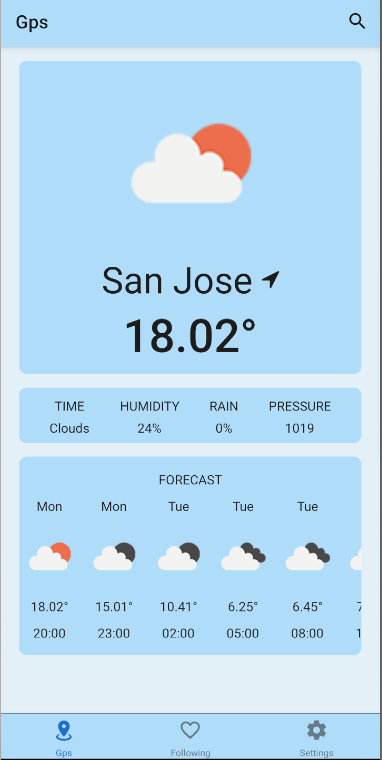 Gps
San Jose
18.02°
TIME HUMIDITY RAIN PRESSURE
Clouds 24% 0% 1019
FORECAST
Mon Mon Tue Tue Tue
18.02° 15.01° 10.41° 6.25° 6.45° 7
20:00 23:00 02:00 05:00 08:00 1
Gps Following Settings